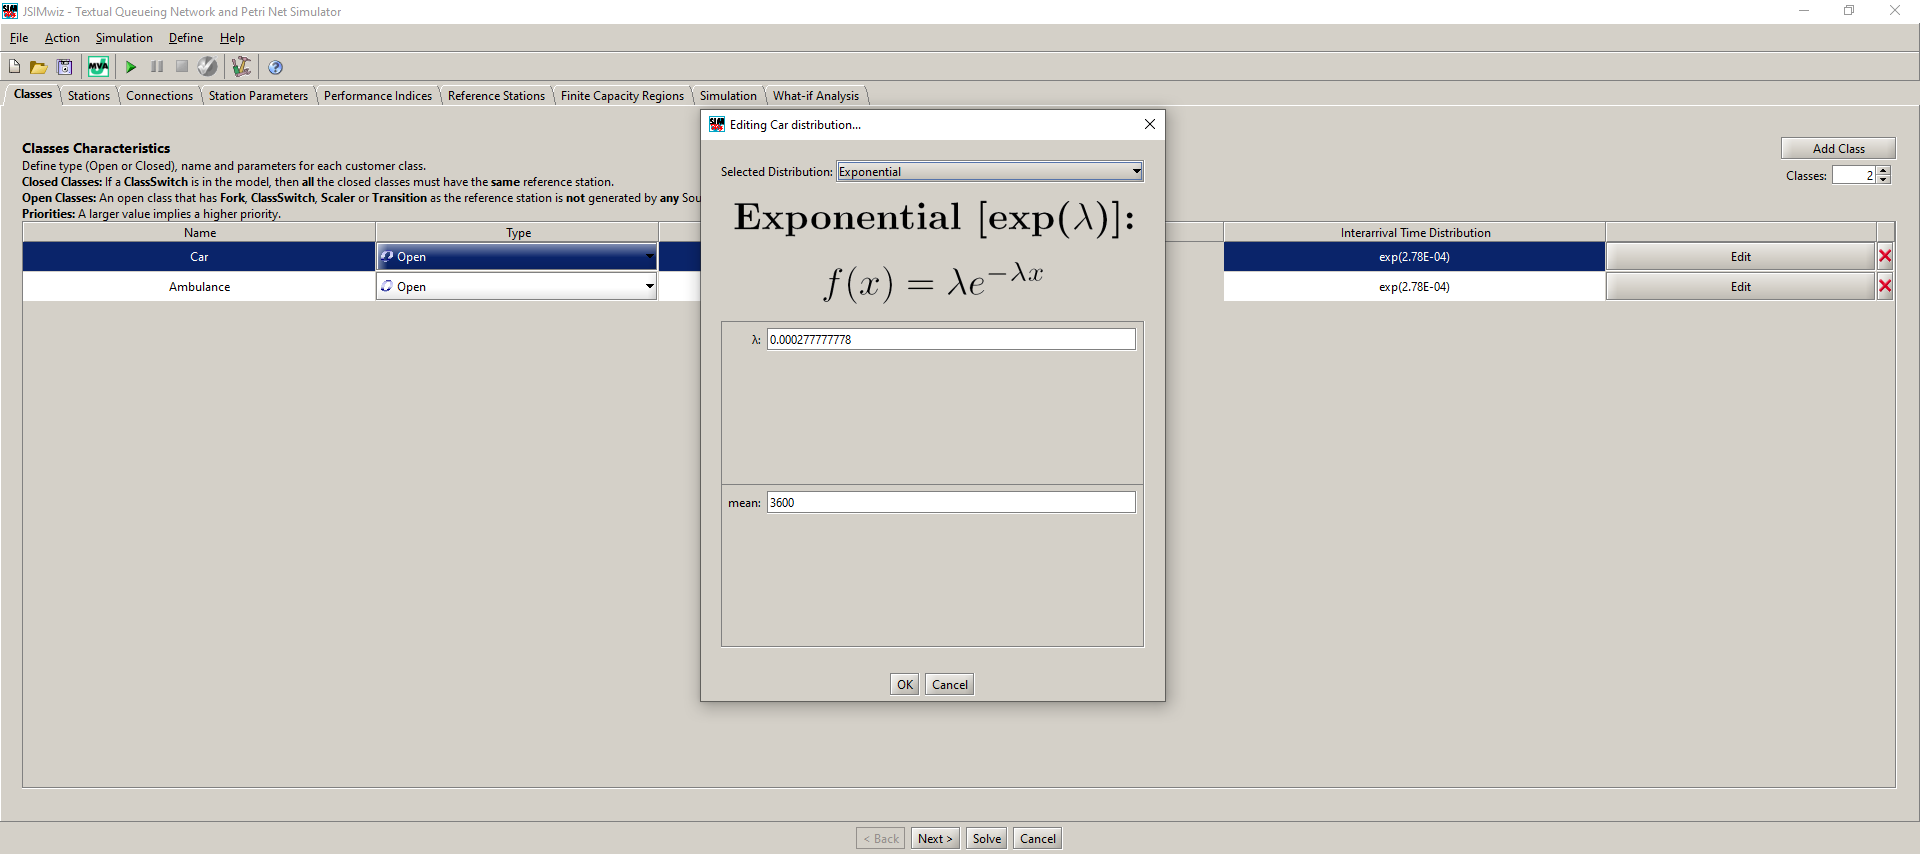 JSIMwiz - Textual Queueing Network and Petri Net Simulator
File Action Simulation Define Help
MVA
Classes Stations Connections Station Parameters Performance Indices Reference Stations Finite Capacity Regions Simulation What-if Analysis
Classes Characteristics
Define type (Open or Closed), name and parameters for each customer class.
Closed Classes: If a ClassSwitch is in the model, then all the closed classes must have the same reference station.
Open Classes: An open class that has Fork, ClassSwitch, Scaler or Transition as the reference station is not generated by any Sou
Priorities: A larger value implies a higher priority.
Add Class
Classes: 2
Name Type Interarrival Time Distribution
Car Open exp(2.78E-04) Edit
Ambulance Open exp(2.78E-04) Edit
Editing Car distribution...
Selected Distribution: Exponential
Exponential [exp(λ)]:
f(x) = λe^{-λx}
λ: 0.000277777778
mean: 3600
OK Cancel
< Back Next > Solve Cancel